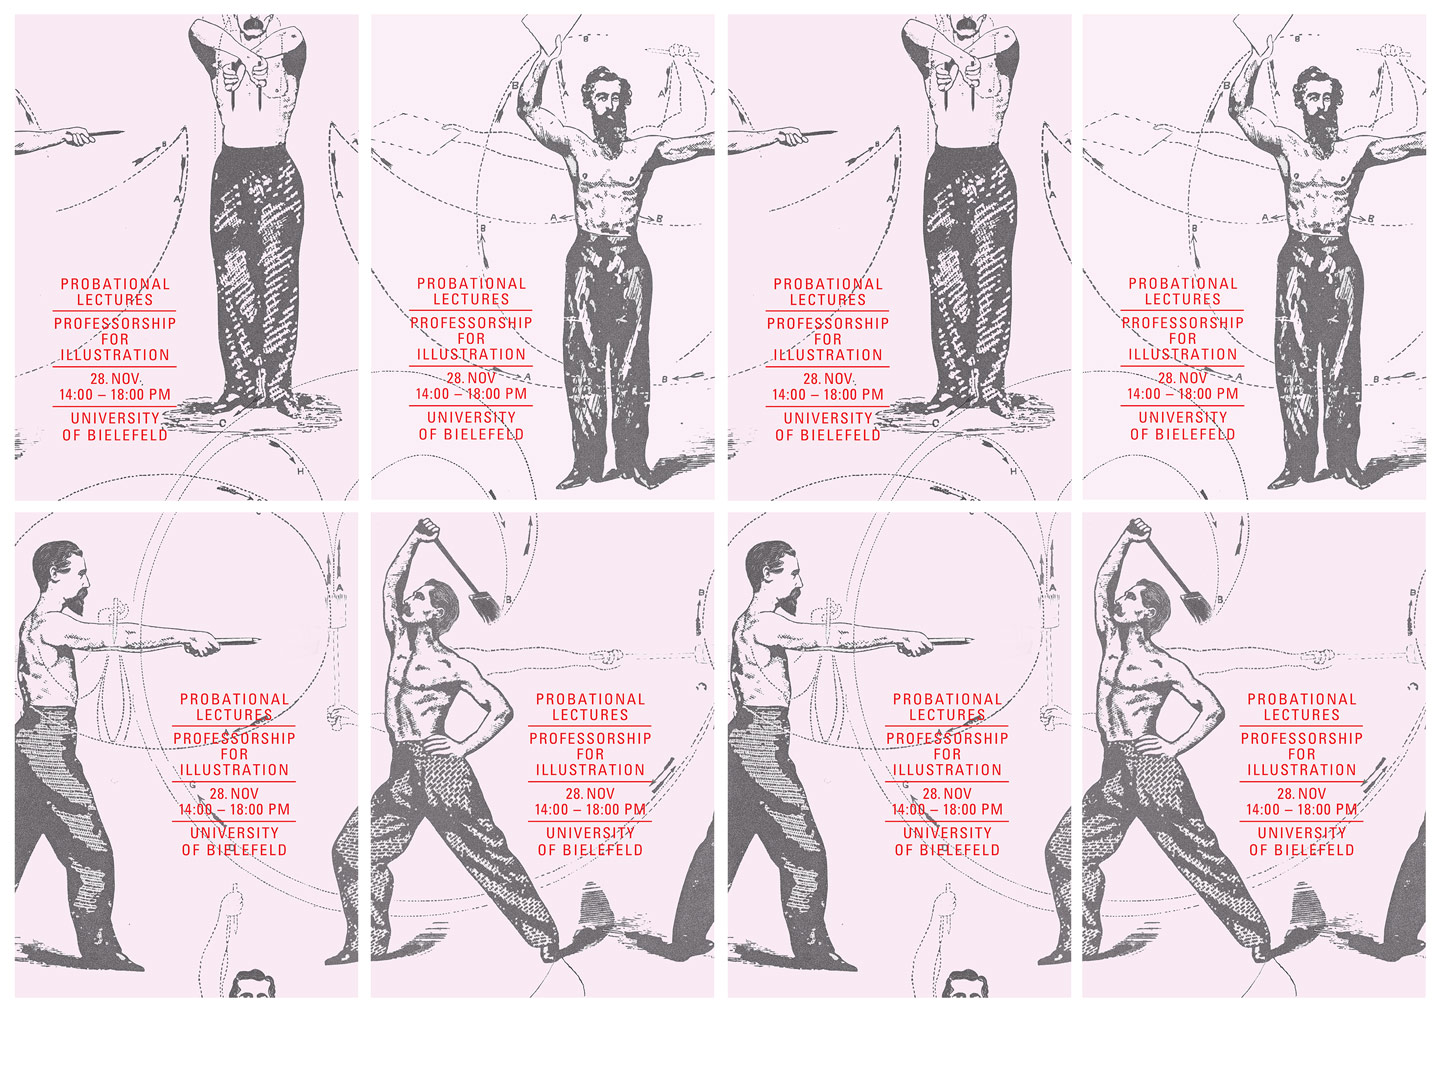 PROBATIONAL
LECTURES
PROFESSORSHIP
FOR
ILLUSTRATION
28. NOV.
14:00 – 18:00 PM
UNIVERSITY
OF BIELEFELD
PROBATIONAL
LECTURES
PROFESSORSHIP
FOR
ILLUSTRATION
28. NOV
14:00 – 18:00 PM
UNIVERSITY
OF BIELEFELD
PROBATIONAL
LECTURES
PROFESSORSHIP
FOR
ILLUSTRATION
28. NOV.
14:00 – 18:00 PM
UNIVERSITY
OF BIELEFELD
PROBATIONAL
LECTURES
PROFESSORSHIP
FOR
ILLUSTRATION
28. NOV
14:00 – 18:00 PM
UNIVERSITY
OF BIELEFELD
PROBATIONAL
LECTURES
PROFESSORSHIP
FOR
ILLUSTRATION
28. NOV
14:00 – 18:00 PM
UNIVERSITY
OF BIELEFELD
PROBATIONAL
LECTURES
PROFESSORSHIP
FOR
ILLUSTRATION
28. NOV
14:00 – 18:00 PM
UNIVERSITY
OF BIELEFELD
PROBATIONAL
LECTURES
PROFESSORSHIP
FOR
ILLUSTRATION
28. NOV
14:00 – 18:00 PM
UNIVERSITY
OF BIELEFELD
PROBATIONAL
LECTURES
PROFESSORSHIP
FOR
ILLUSTRATION
28. NOV
14:00 – 18:00 PM
UNIVERSITY
OF BIELEFELD